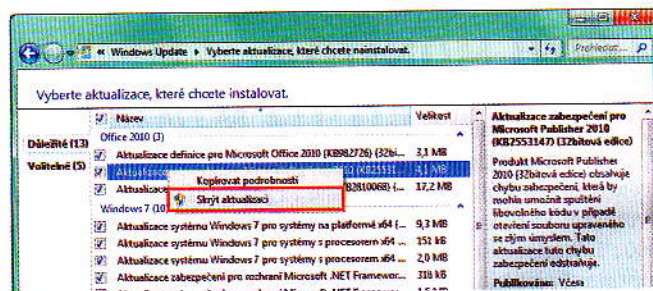 « Windows Update ▸ Vyberte aktualizace, které chcete nainstalovat.
Prohledat...
Vyberte aktualizace, které chcete instalovat.
Název
Velikost
Důležité (13)
Volitelné (5)
Office 2010 (3)
Aktualizace definice pro Microsoft Office 2010 (KB982726) (32bi... 3,1 MB
Aktualizace
Kopírovat podrobnosti
Aktualizace
B2810068) (... 17,2 MB
Skrýt aktualizaci
Windows 7 (10)
Aktualizace systému Windows 7 pro systémy na platformě x64 (... 9,3 MB
Aktualizace systému Windows 7 pro systémy s procesorem x64 ... 151 kB
Aktualizace systému Windows 7 pro systémy s procesorem x64 ... 2,0 MB
Aktualizace zabezpečení pro rozhraní Microsoft .NET Framewor... 318 kB
Aktualizace zabezpečení pro
Microsoft Publisher 2010
(KB2553147) (32bitová edice)
Produkt Microsoft Publisher
2010 (32bitová edice) obsahuje
chybu zabezpečení, která by
mohla umožnit spuštění
libovolného kódu v případě
otevření souboru upraveného
se zlým úmyslem. Tato
aktualizace tuto chybu
zabezpečení odstraňuje.
Publikováno: Včera